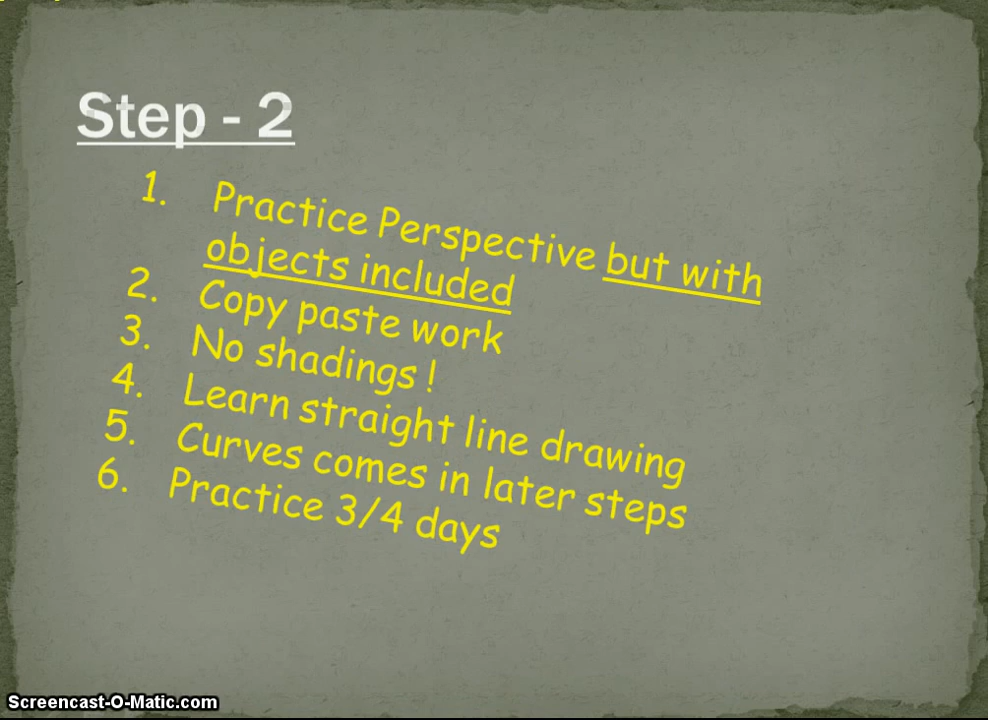 Step - 2
1. Practice Perspective but with
objects included
2. Copy paste work
3. No shadings !
4. Learn straight line drawing
5. Curves comes in later steps
6. Practice 3/4 days
Screencast-O-Matic.com